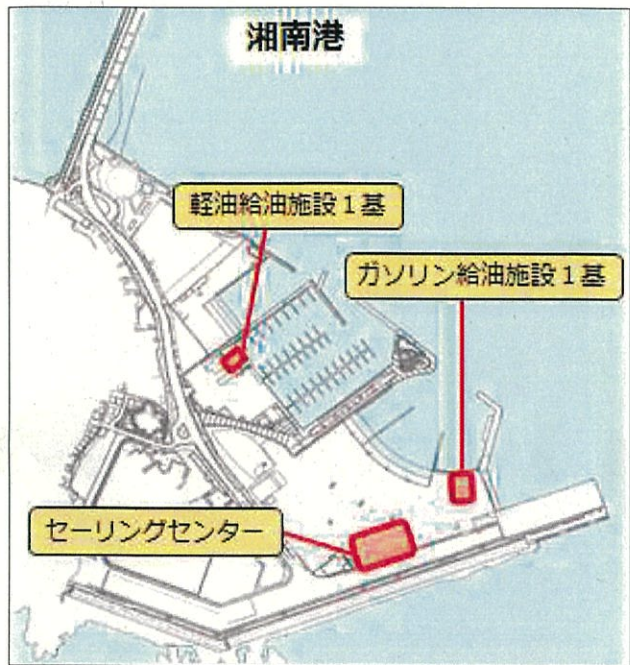 湘南港
軽油給油施設1基
ガソリン給油施設1基
セーリングセンター